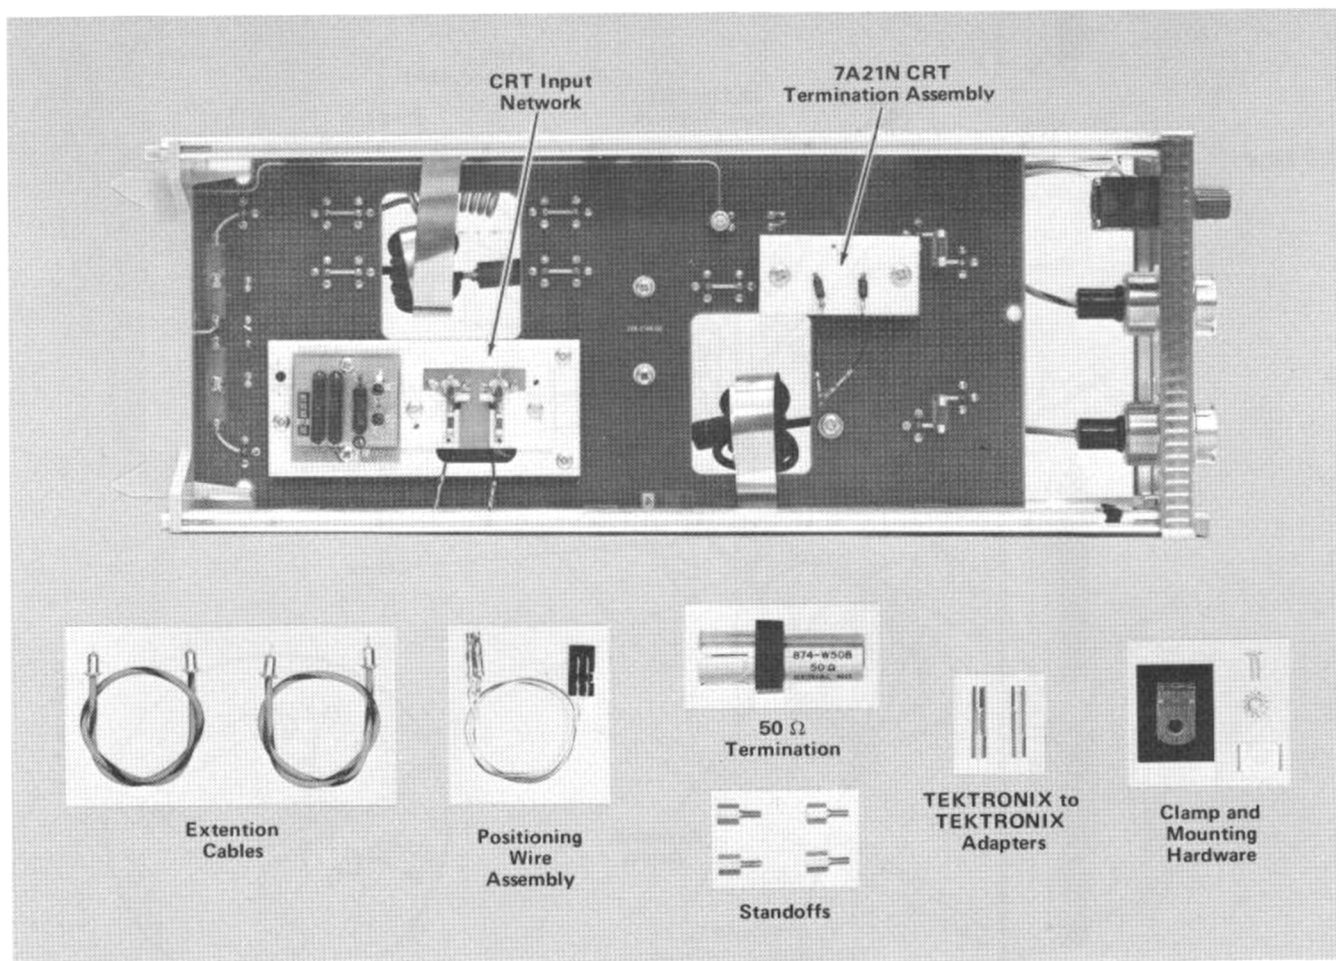 CRT Input
Network
7A21N CRT
Termination Assembly
874-W50B
50 Ω
50 Ω
Termination
Extention
Cables
Positioning
Wire
Assembly
Standoffs
TEKTRONIX to
TEKTRONIX
Adapters
Clamp and
Mounting
Hardware